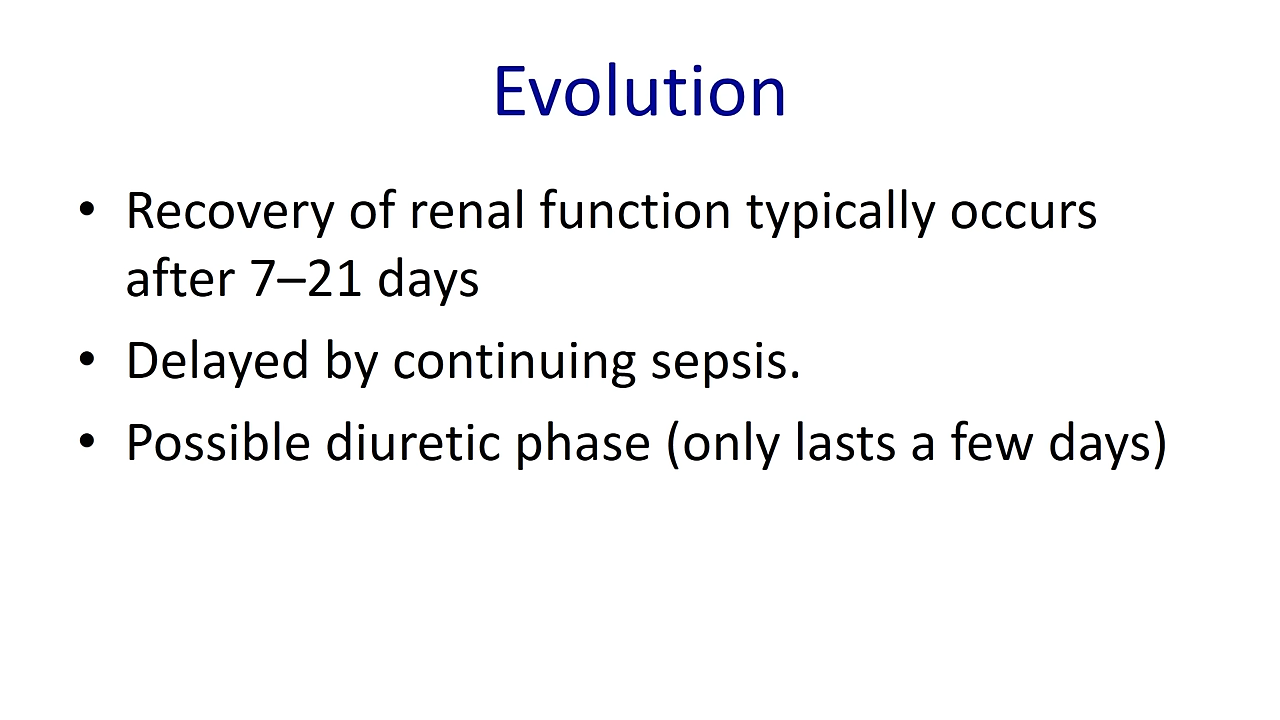 Evolution
• Recovery of renal function typically occurs
after 7–21 days
• Delayed by continuing sepsis.
• Possible diuretic phase (only lasts a few days)